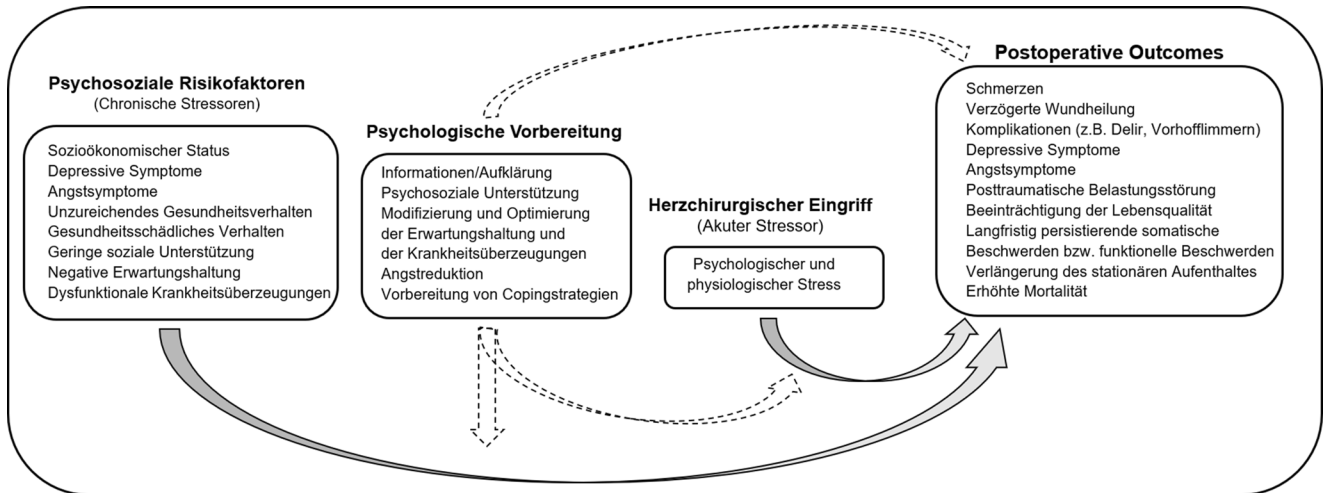 Psychosoziale Risikofaktoren
(Chronische Stressoren)
Sozioökonomischer Status
Depressive Symptome
Angstsymptome
Unzureichendes Gesundheitsverhalten
Gesundheitsschädliches Verhalten
Geringe soziale Unterstützung
Negative Erwartungshaltung
Dysfunktionale Krankheitsüberzeugungen
Psychologische Vorbereitung
Informationen/Aufklärung
Psychosoziale Unterstützung
Modifizierung und Optimierung
der Erwartungshaltung und
der Krankheitsüberzeugungen
Angstreduktion
Vorbereitung von Copingstrategien
Herzchirurgischer Eingriff
(Akuter Stressor)
Psychologischer und
physiologischer Stress
Postoperative Outcomes
Schmerzen
Verzögerte Wundheilung
Komplikationen (z.B. Delir, Vorhofflimmern)
Depressive Symptome
Angstsymptome
Posttraumatische Belastungsstörung
Beeinträchtigung der Lebensqualität
Langfristig persistierende somatische
Beschwerden bzw. funktionelle Beschwerden
Verlängerung des stationären Aufenthaltes
Erhöhte Mortalität